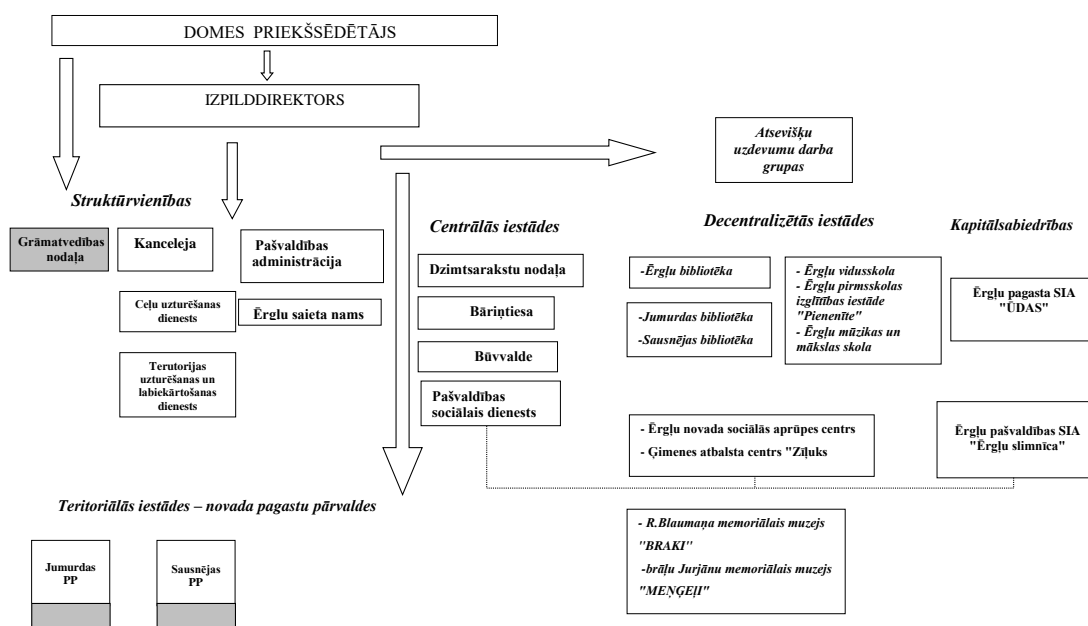 DOMES PRIEKŠSĒDĒTĀJS
IZPILDDIREKTORS
Atsevišķu
uzdevumu darba
grupas
Struktūrvienības
Grāmatvedības
nodaļa
Kanceleja
Pašvaldības
administrācija
Ceļu uzturēšanas
dienests
Ērgļu saieta nams
Terutorijas
uzturēšanas un
labiekārtošanas
dienests
Centrālās iestādes
Dzimtsarakstu nodaļa
Bāriņtiesa
Būvvalde
Pašvaldības
sociālais dienests
Decentralizētās iestādes
-Ērgļu bibliotēka
-Jumurdas bibliotēka
-Sausnējas bibliotēka
- Ērgļu vidusskola
- Ērgļu pirmsskolas
izglītības iestāde
"Pienenīte"
- Ērgļu mūzikas un
mākslas skola
- Ērgļu novada sociālās aprūpes centrs
- Ģimenes atbalsta centrs "Zīļuks
- R.Blaumaņa memoriālais muzejs
"BRAKI"
-brāļu Jurjānu memoriālais muzejs
"MEŅĢEĻI"
Kapitālsabiedrības
Ērgļu pagasta SIA
"ŪDAS"
Ērgļu pašvaldības SIA
"Ērgļu slimnīca"
Teritoriālās iestādes – novada pagastu pārvaldes
Jumurdas
PP
Sausnējas
PP